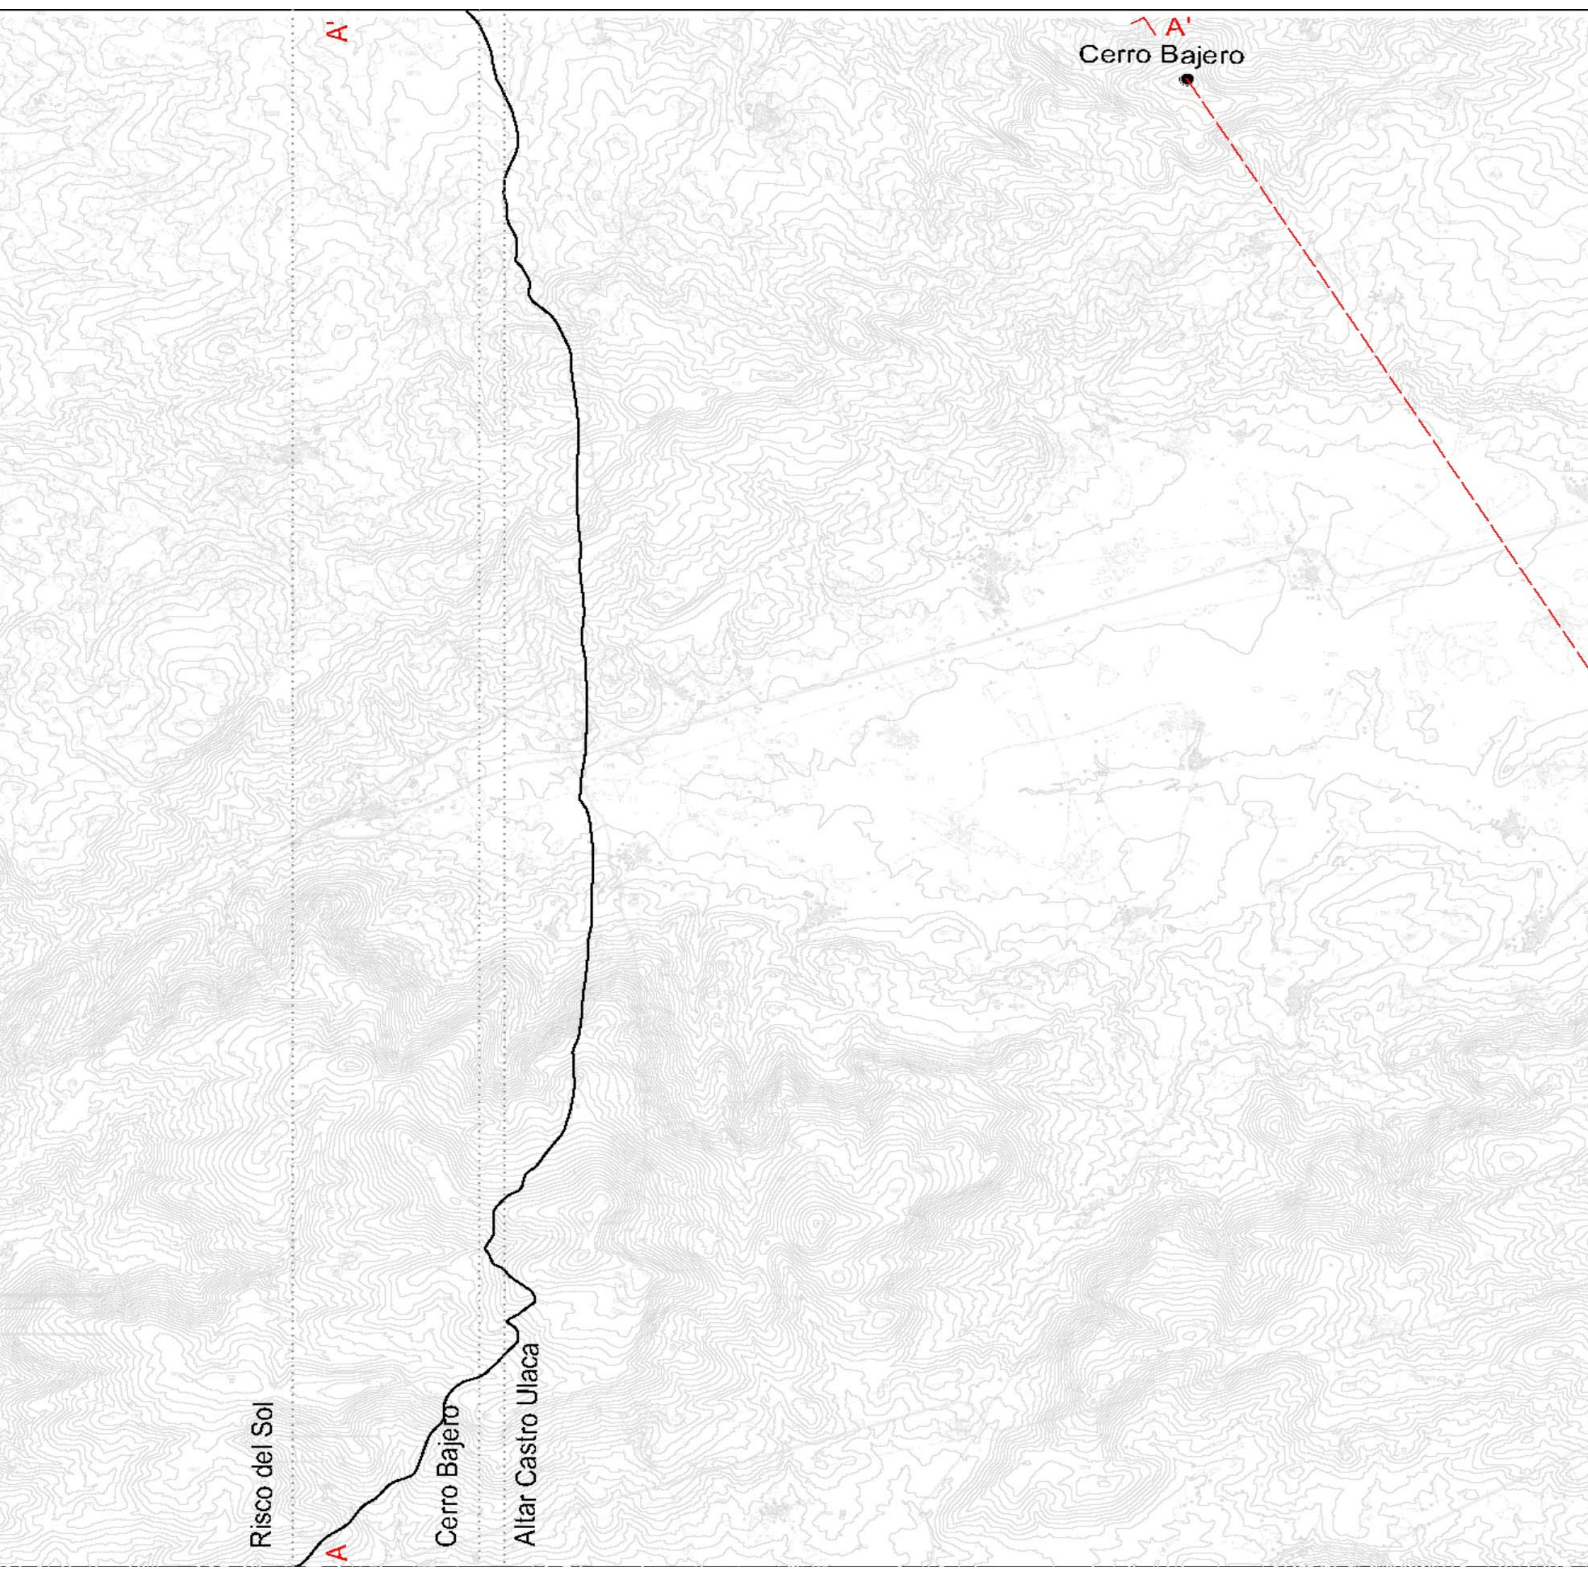 A'
A'
Cerro Bajero
Risco del Sol
Cerro Bajero
Altar Castro Ulaca
A